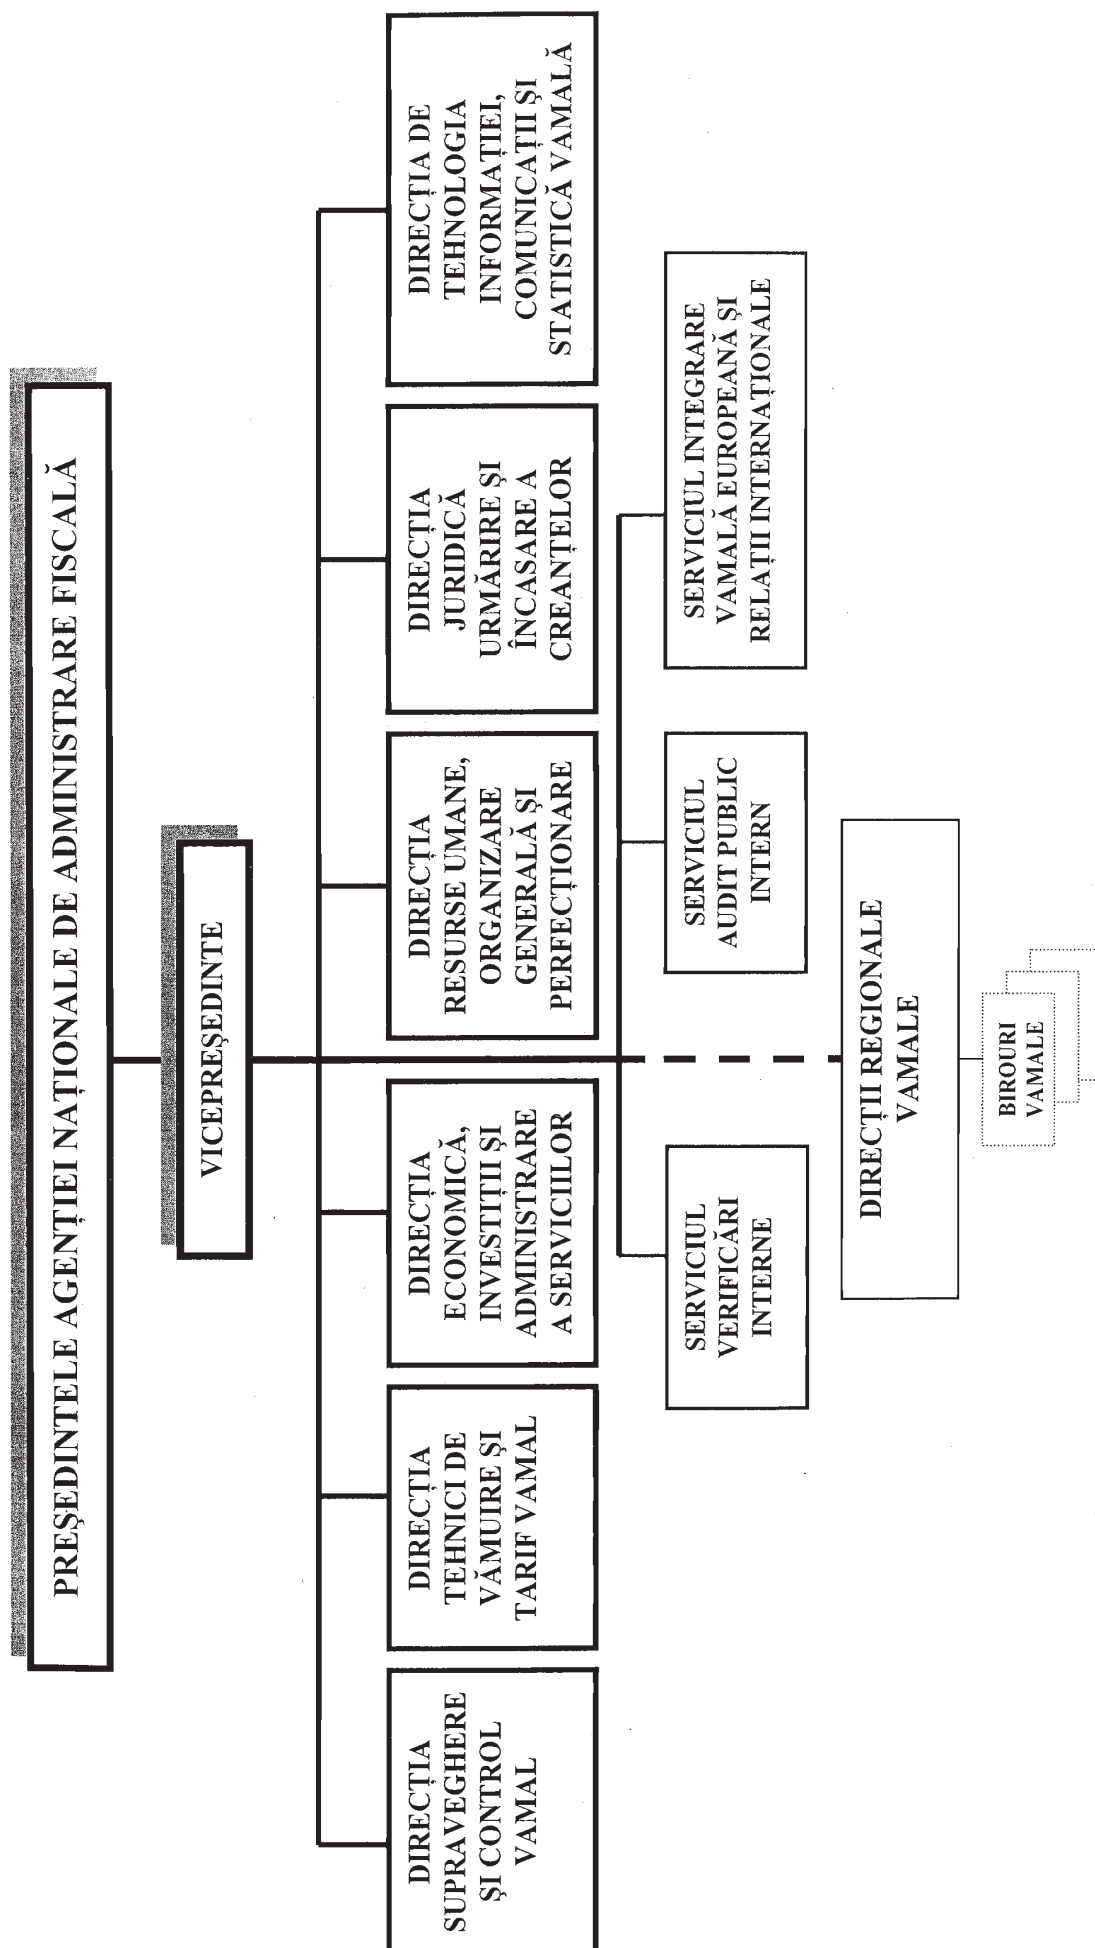 PREŞEDINTELE AGENŢIEI NAŢIONALE DE ADMINISTRARE FISCALĂ
VICEPREŞEDINTE
DIRECŢIA
SUPRAVEGHERE
ŞI CONTROL
VAMAL
DIRECŢIA
TEHNICI DE
VĂMUIRE ŞI
TARIF VAMAL
DIRECŢIA
ECONOMICĂ,
INVESTIŢII ŞI
ADMINISTRARE
A SERVICIILOR
DIRECŢIA
RESURSE UMANE,
ORGANIZARE
GENERALĂ ŞI
PERFECŢIONARE
DIRECŢIA
JURIDICĂ
URMĂRIRE ŞI
ÎNCASARE A
CREANŢELOR
DIRECŢIA DE
TEHNOLOGIA
INFORMAŢIEI,
COMUNICAŢII ŞI
STATISTICĂ VAMALĂ
SERVICIUL
VERIFICĂRI
INTERNE
SERVICIUL
AUDIT PUBLIC
INTERN
SERVICIUL INTEGRARE
VAMALĂ EUROPEANĂ ŞI
RELAŢII INTERNAŢIONALE
DIRECŢII REGIONALE
VAMALE
BIROURI
VAMALE